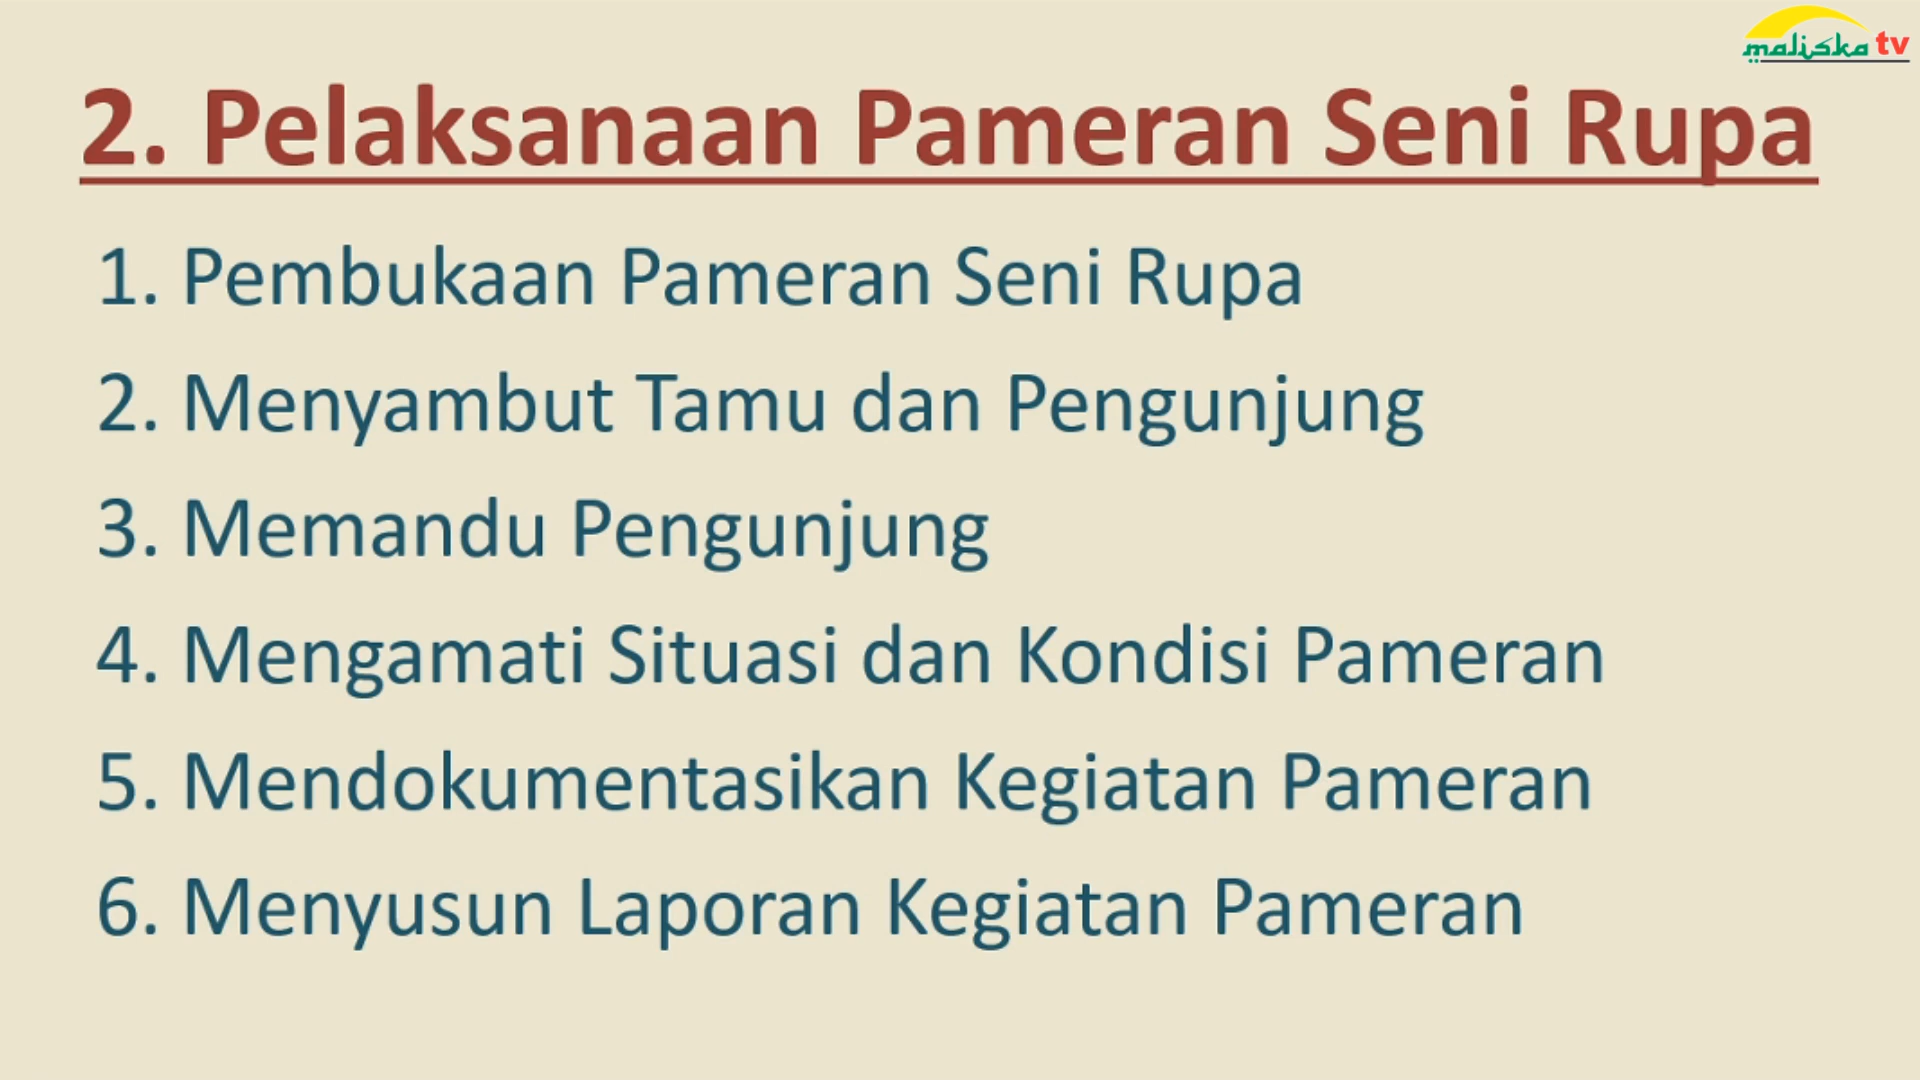 maliska tv
2. Pelaksanaan Pameran Seni Rupa
1. Pembukaan Pameran Seni Rupa
2. Menyambut Tamu dan Pengunjung
3. Memandu Pengunjung
4. Mengamati Situasi dan Kondisi Pameran
5. Mendokumentasikan Kegiatan Pameran
6. Menyusun Laporan Kegiatan Pameran